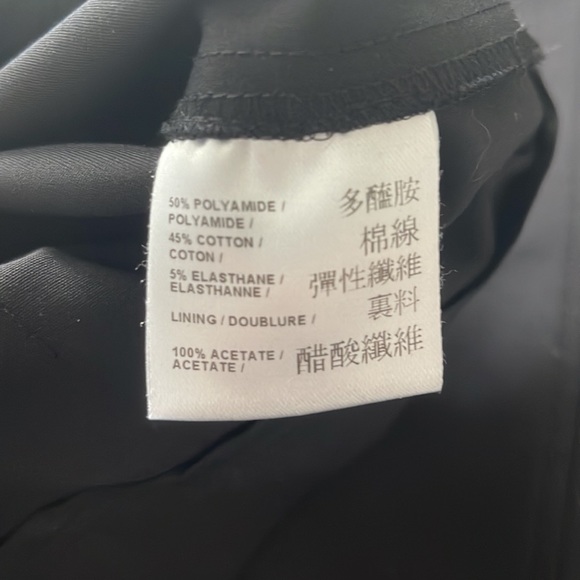 50% POLYAMIDE / 多醯胺
POLYAMIDE /
45% COTTON / 棉線
COTON /
5% ELASTHANE / 彈性纖維
ELASTHANNE /
LINING / DOUBLURE / 裏料
100% ACETATE / 醋酸纖維
ACETATE /